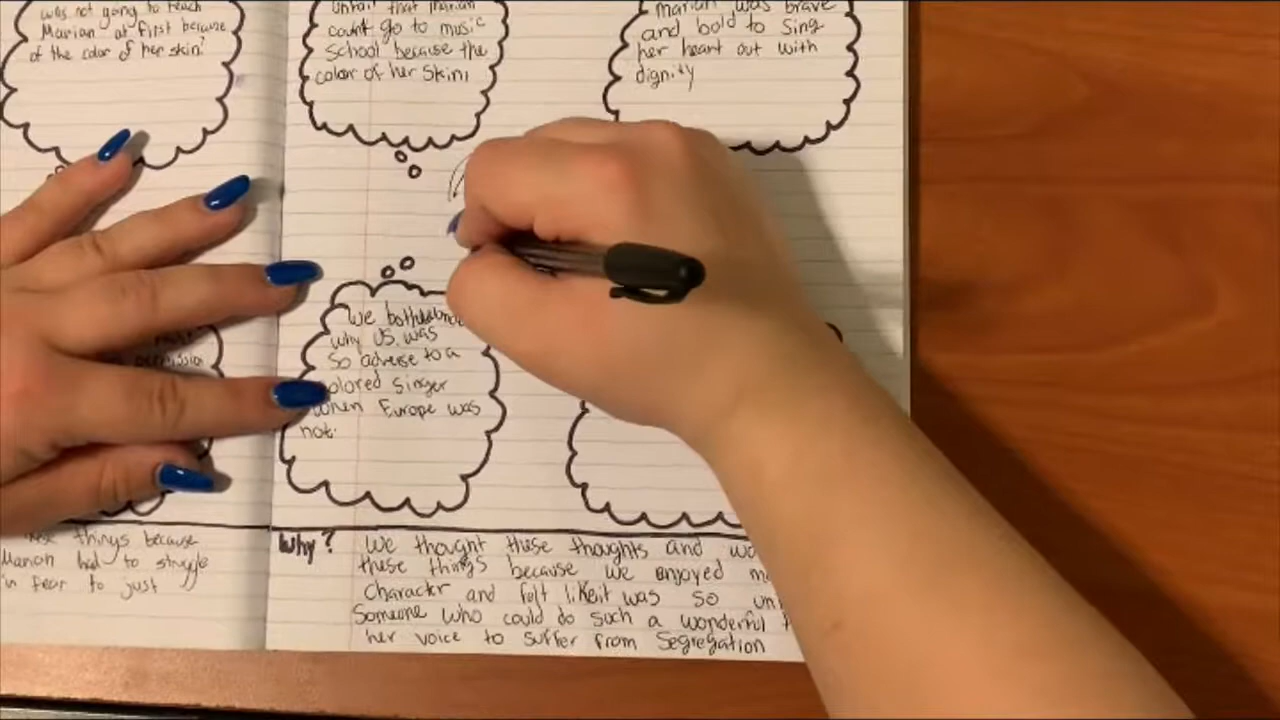 was not going to teach
Marian at first because
of the color of her skin.
unfair that Marian
count go to music
School because the
color of her skin,
Marian was brave
and bold to sing
her heart out with
dignity
We both
why US. was
so adverse to a
colored singer
when Europe was
not.
these things because
Marian had to struggle
in fear to just
Why?
We thought these thoughts and
these things because we enjoyed
character and felt like it was so
Someone who could do such a wonderful
her voice to suffer from Segregation